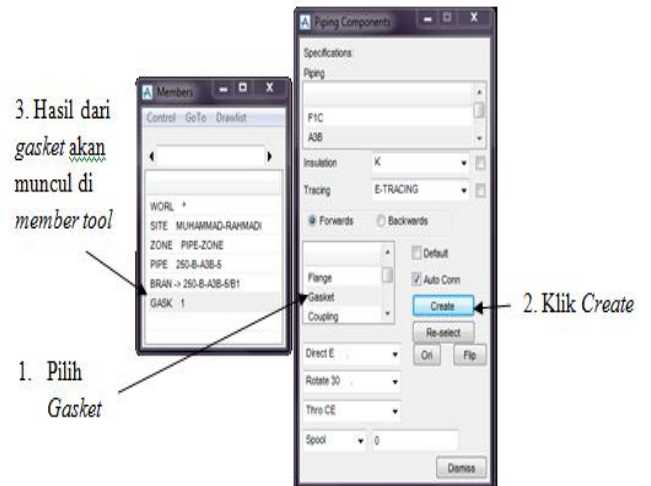 3. Hasil dari
gasket akan
muncul di
member tool
1. Pilih
Gasket
Members
Control GoTo Drawlist
WORL *
SITE MUHAMMAD-RAHMADI
ZONE PIPE-ZONE
PIPE 250-B-A3B-5
BRAN -> 250-B-A3B-5/B1
GASK 1
Piping Components
Specifications:
Piping
F1C
A3B
Insulation K
Tracing E-TRACING
Forwards Backwards
Default
Flange
Auto Conn
Gasket
Create
Coupling
Re-select
Direct E .
Ori Flip
Rotate 30 .
Thro CE
Spool 0
Dismiss
2. Klik Create